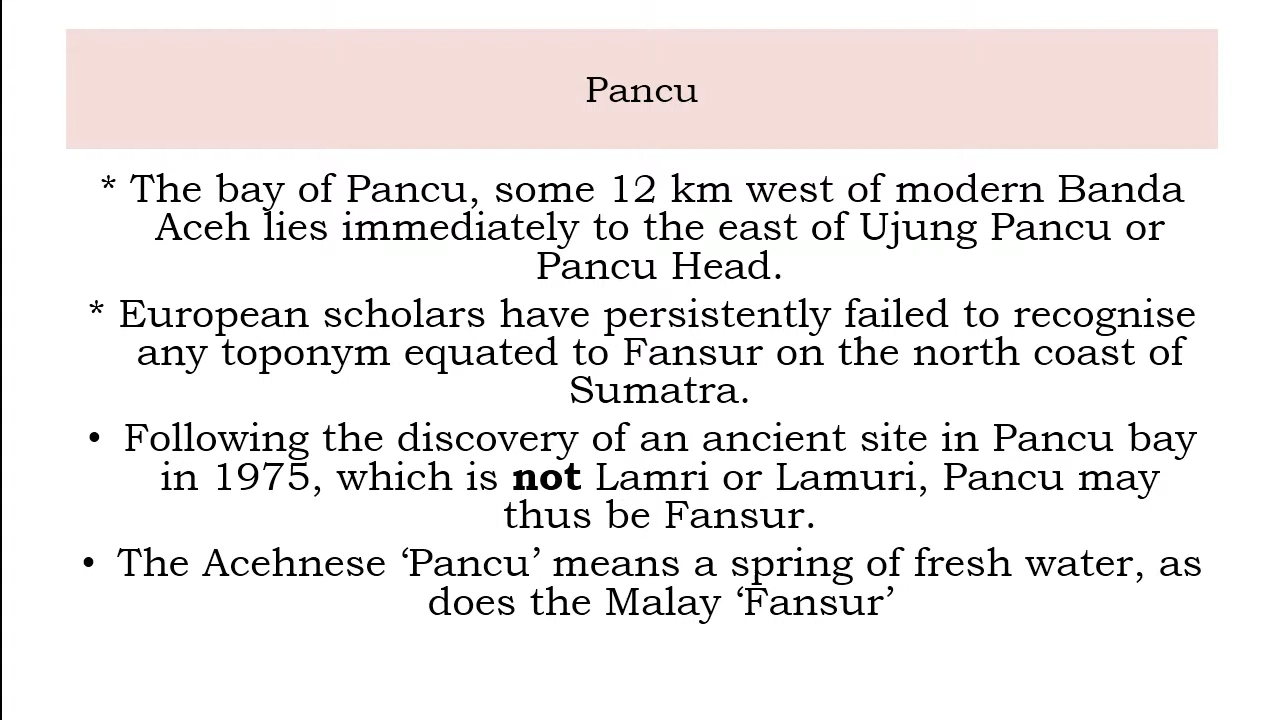 Pancu
* The bay of Pancu, some 12 km west of modern Banda
Aceh lies immediately to the east of Ujung Pancu or
Pancu Head.
* European scholars have persistently failed to recognise
any toponym equated to Fansur on the north coast of
Sumatra.
• Following the discovery of an ancient site in Pancu bay
in 1975, which is not Lamri or Lamuri, Pancu may
thus be Fansur.
• The Acehnese ‘Pancu’ means a spring of fresh water, as
does the Malay ‘Fansur’